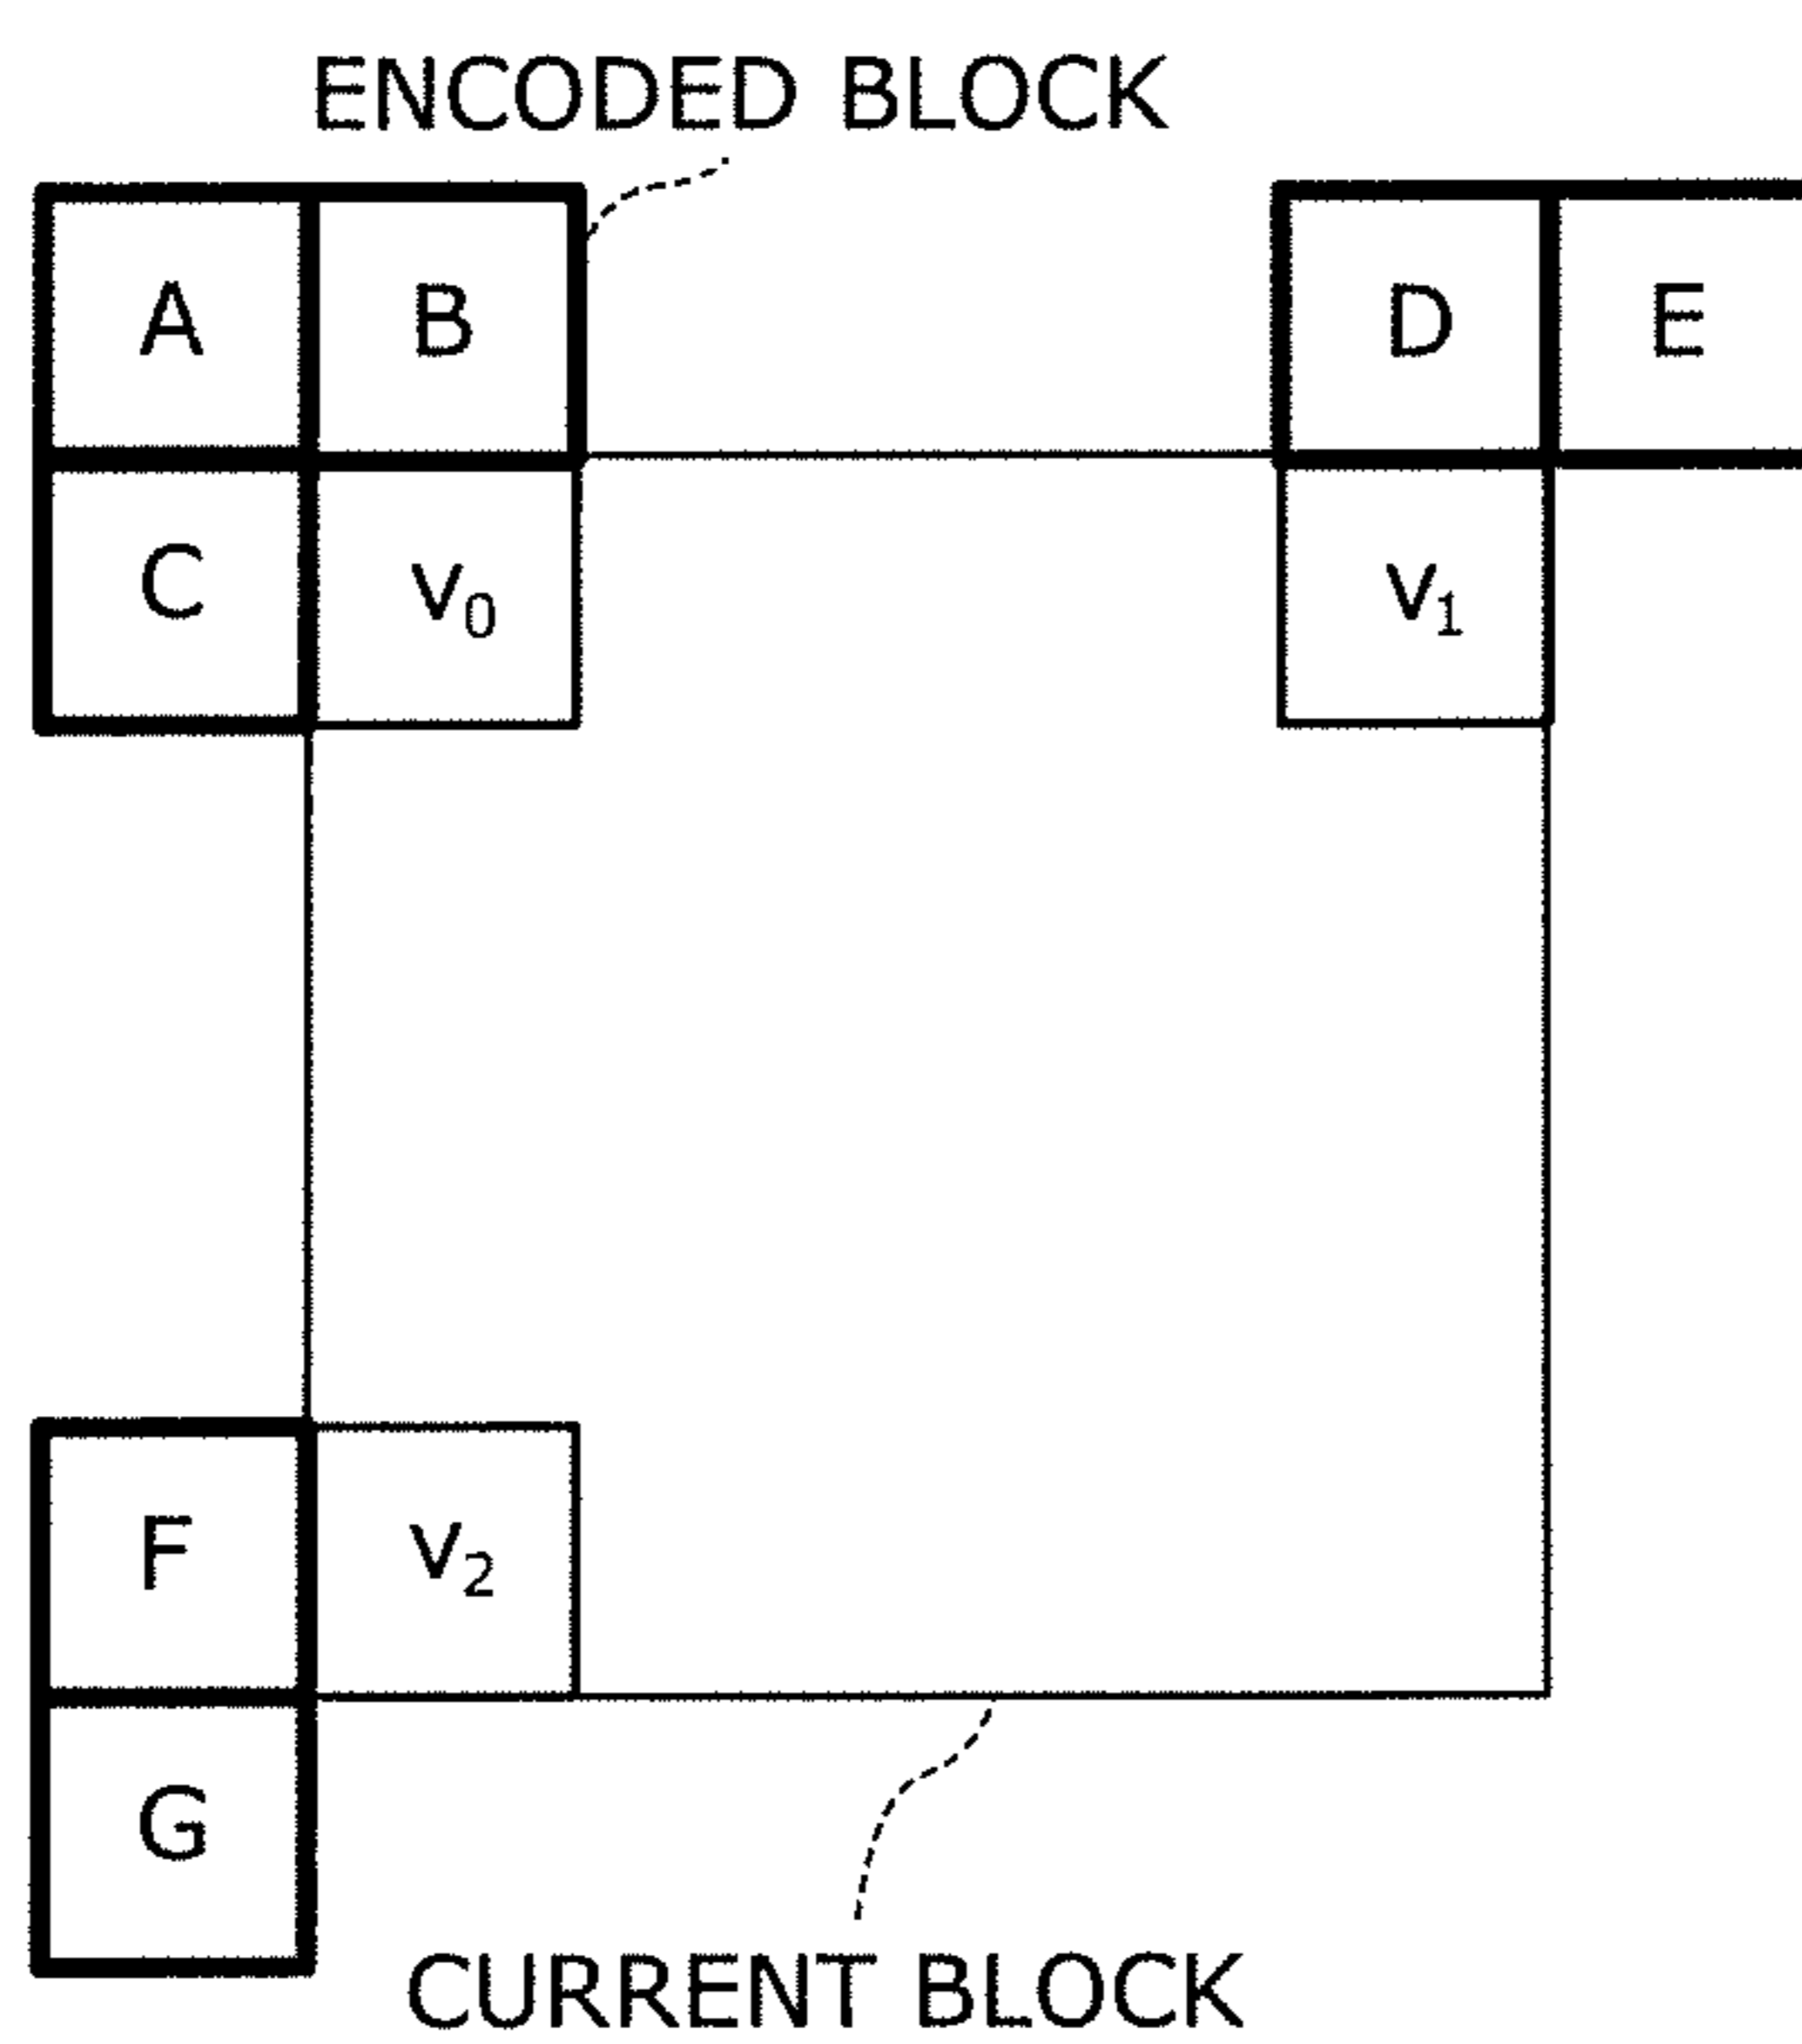 ENCODED BLOCK
A B D E
C v₀ v₁
F v₂
G
CURRENT BLOCK